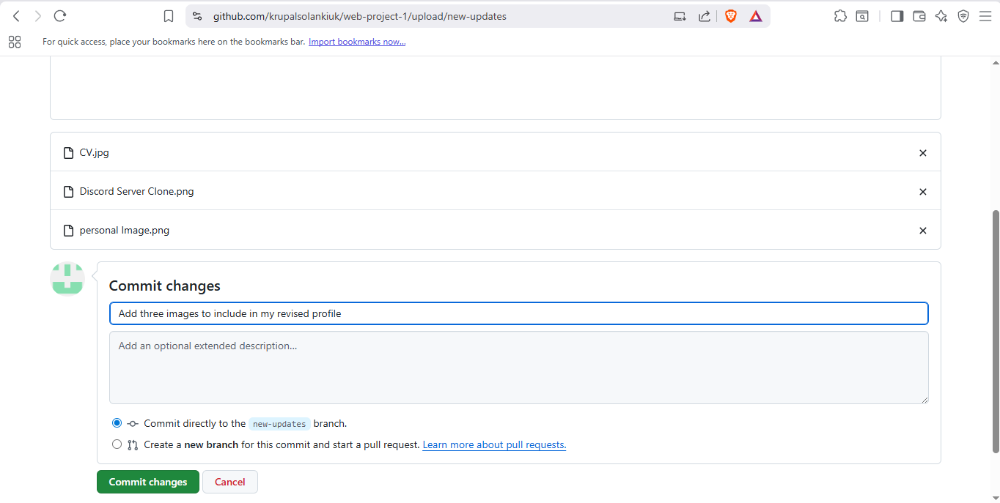 github.com/krupalsolankiuk/web-project-1/upload/new-updates
For quick access, place your bookmarks here on the bookmarks bar. Import bookmarks now...
CV.jpg
Discord Server Clone.png
personal Image.png
Commit changes
Add three images to include in my revised profile
Add an optional extended description...
Commit directly to the new-updates branch.
Create a new branch for this commit and start a pull request. Learn more about pull requests.
Commit changes Cancel